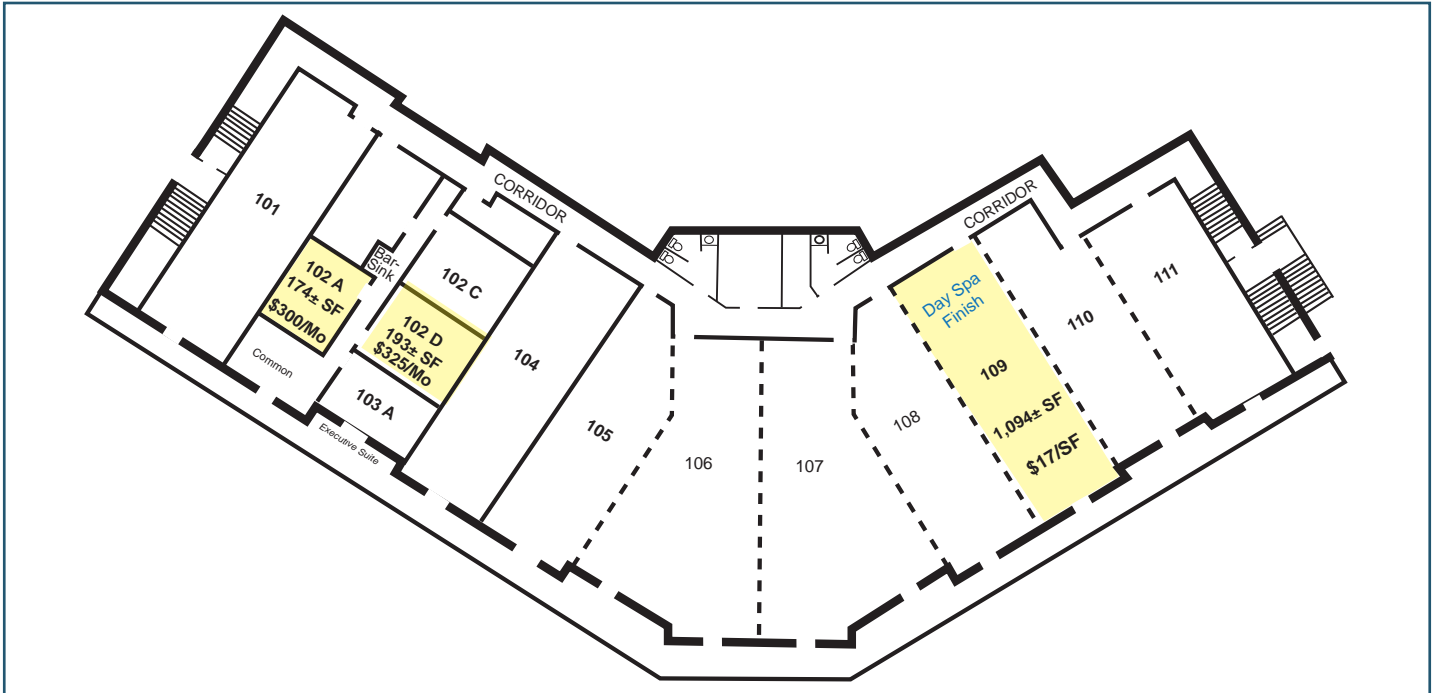 101
102 A
174± SF
$300/Mo
Common
Bar-
Sink
CORRIDOR
102 C
102 D
193± SF
$325/Mo
103 A
Executive Suite
104
105
106
107
108
CORRIDOR
Day Spa
Finish
109
1,094± SF
$17/SF
110
111